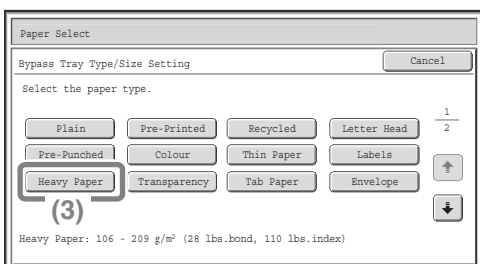 Paper Select
Bypass Tray Type/Size Setting Cancel
Select the paper type.
Plain Pre-Printed Recycled Letter Head
1
2
Pre-Punched Colour Thin Paper Labels
Heavy Paper Transparency Tab Paper Envelope
(3)
Heavy Paper: 106 - 209 g/m² (28 lbs.bond, 110 lbs.index)